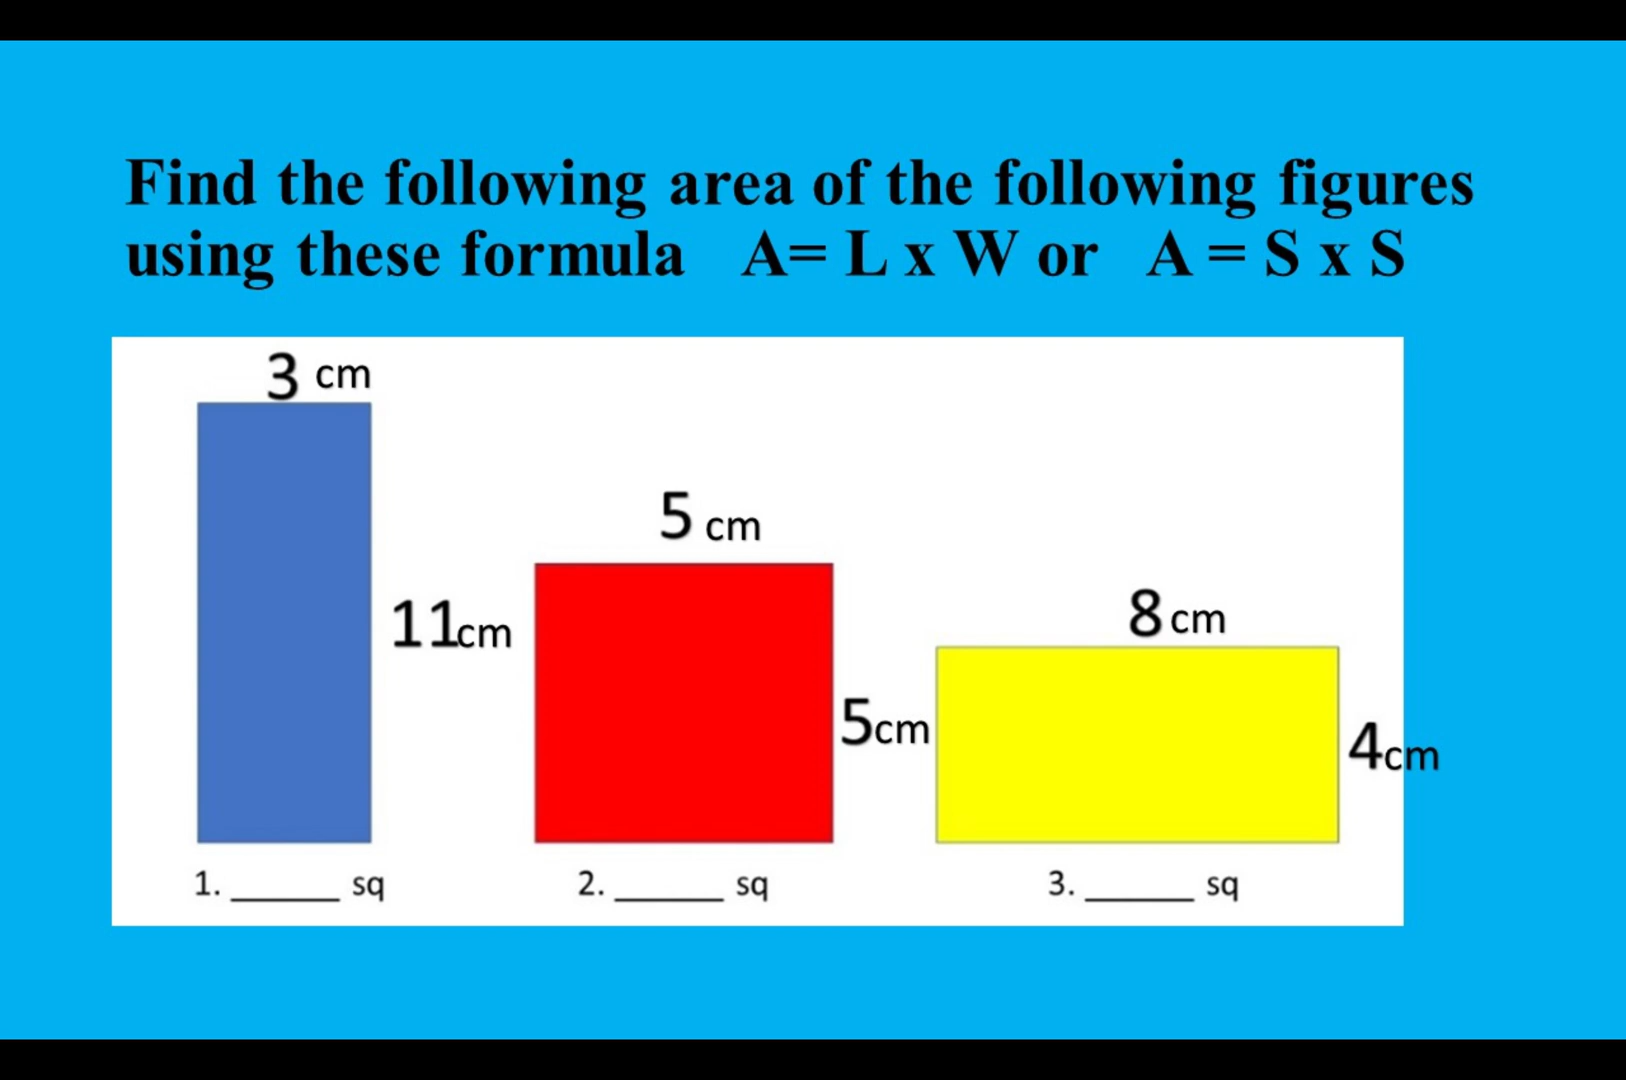 Find the following area of the following figures
using these formula A= L x W or A = S x S
3 cm
5 cm
11cm
8 cm
5cm
4cm
1. ______ sq 2. ______ sq 3. ______ sq